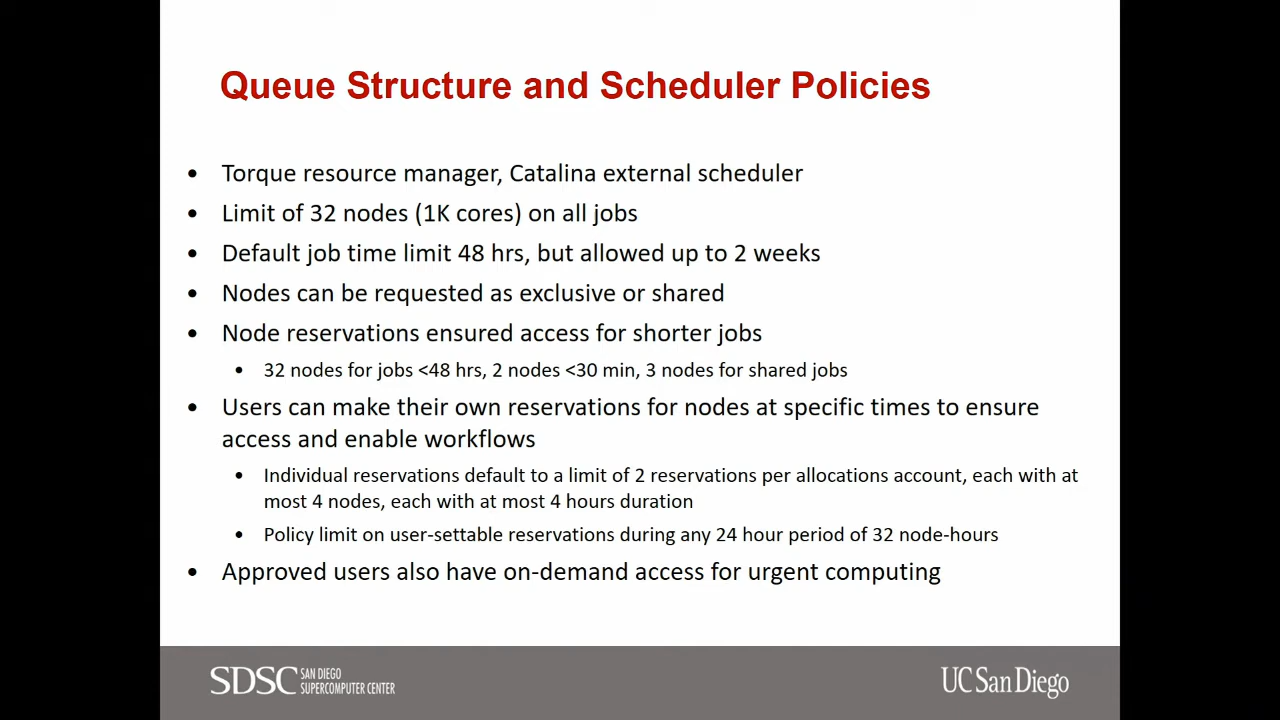 Queue Structure and Scheduler Policies
• Torque resource manager, Catalina external scheduler
• Limit of 32 nodes (1K cores) on all jobs
• Default job time limit 48 hrs, but allowed up to 2 weeks
• Nodes can be requested as exclusive or shared
• Node reservations ensured access for shorter jobs
• 32 nodes for jobs <48 hrs, 2 nodes <30 min, 3 nodes for shared jobs
• Users can make their own reservations for nodes at specific times to ensure
access and enable workflows
• Individual reservations default to a limit of 2 reservations per allocations account, each with at
most 4 nodes, each with at most 4 hours duration
• Policy limit on user-settable reservations during any 24 hour period of 32 node-hours
• Approved users also have on-demand access for urgent computing
SDSC SAN DIEGO
SUPERCOMPUTER CENTER
UC San Diego